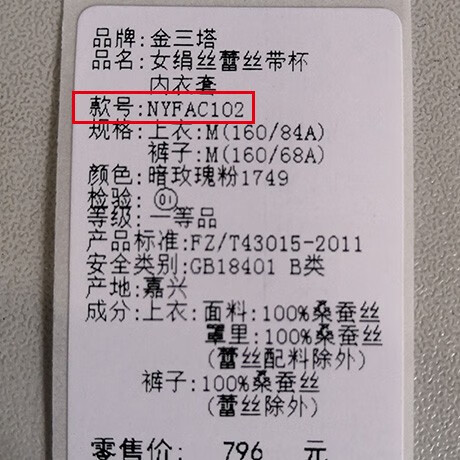 品牌:金三塔
品名:女绢丝蕾丝带杯
内衣套
款号:NYFAC102
规格:上衣:M(160/84A)
裤子:M(160/68A)
颜色:暗玫瑰粉1749
检验:01
等级:一等品
产品标准:FZ/T43015-2011
安全类别:GB18401 B类
产地:嘉兴
成分:上衣:面料:100%桑蚕丝
罩里:100%桑蚕丝
(蕾丝配料除外)
裤子:100%桑蚕丝
(蕾丝除外)
零售价: 796 元